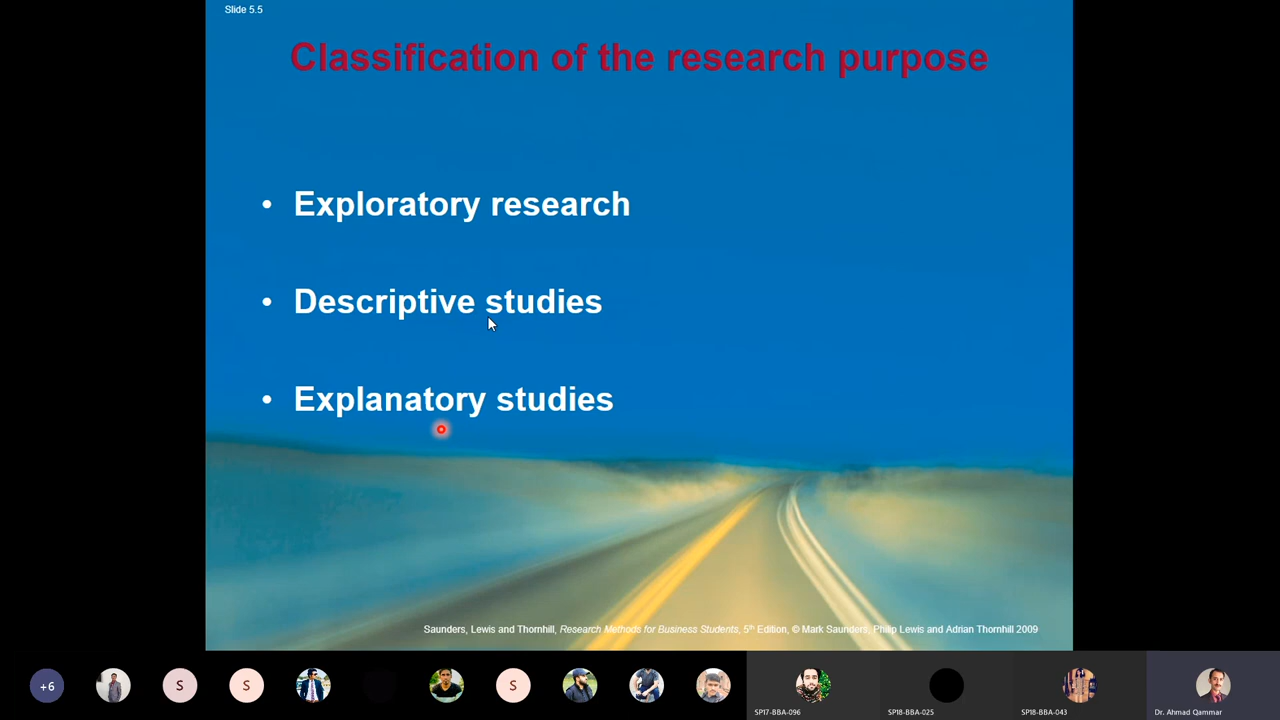 Slide 5.5
Classification of the research purpose
• Exploratory research
• Descriptive studies
• Explanatory studies
Saunders, Lewis and Thornhill, Research Methods for Business Students, 5th Edition, © Mark Saunders, Philip Lewis and Adrian Thornhill 2009
+6
S
S
S
SP17-BBA-096
SP18-BBA-025
SP18-BBA-043
Dr. Ahmad Qammar